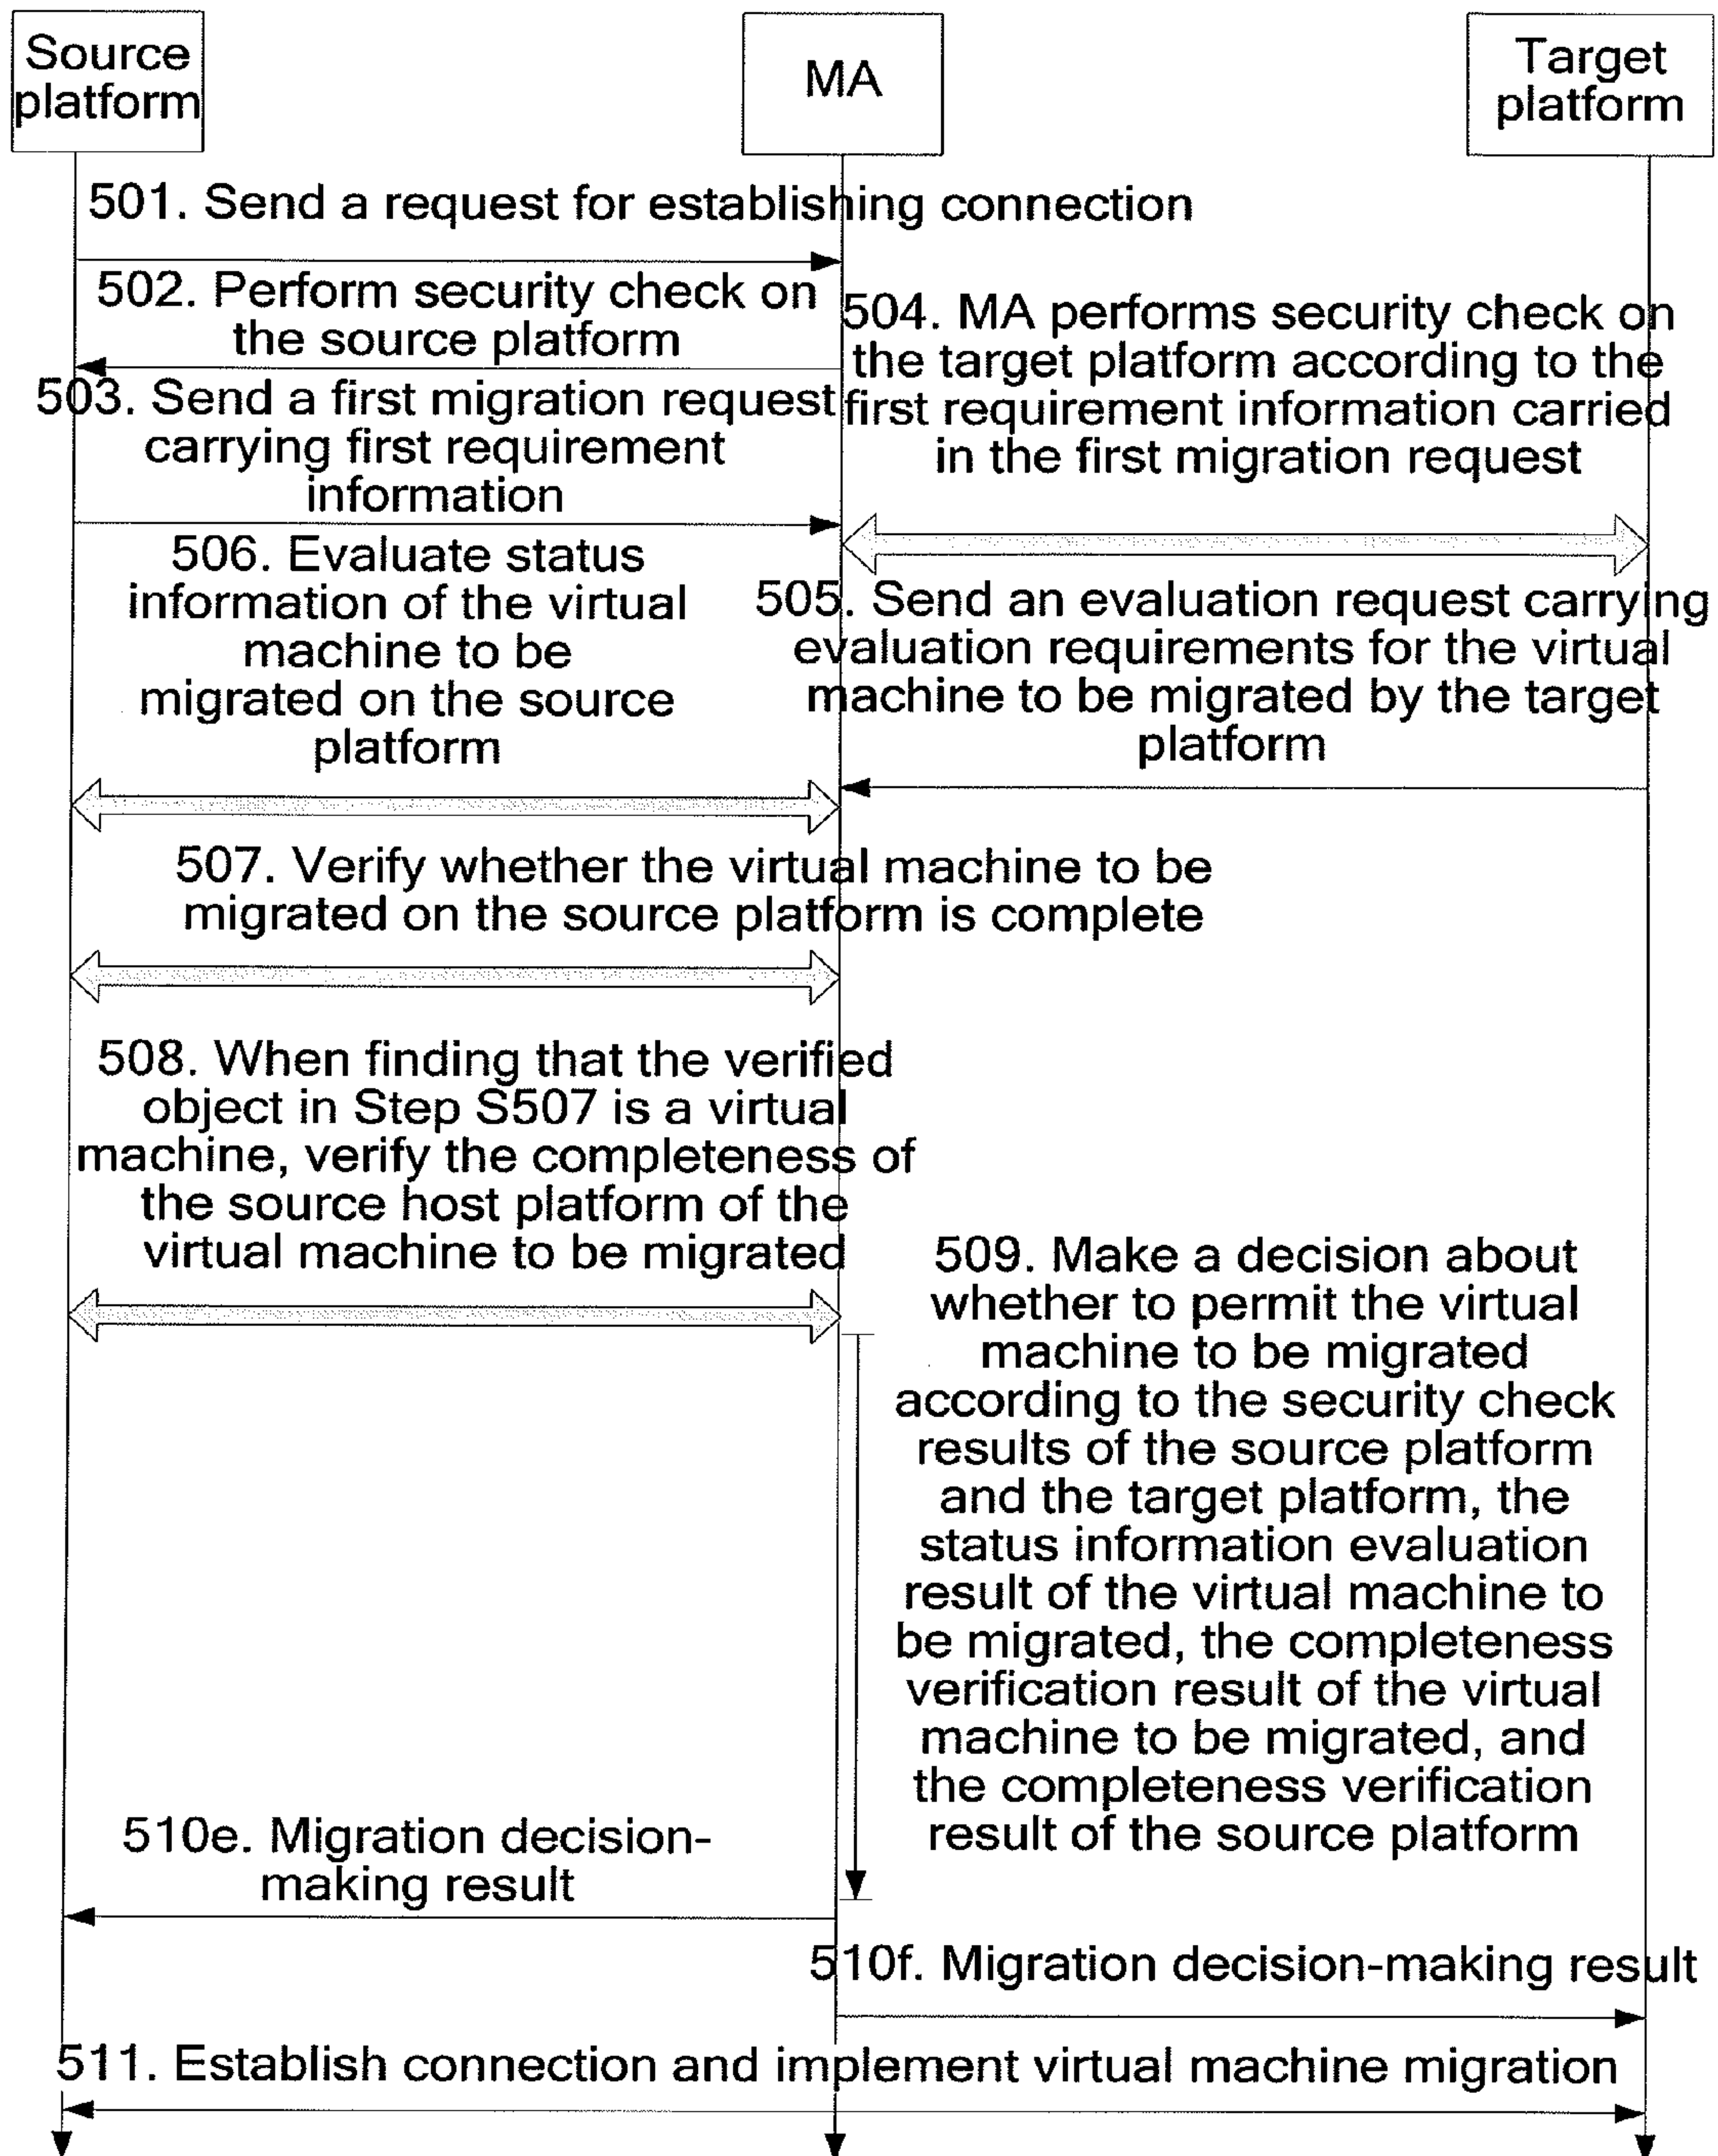 Source
platform
MA
Target
platform
501. Send a request for establishing connection
502. Perform security check on
the source platform
503. Send a first migration request
carrying first requirement
information
504. MA performs security check on
the target platform according to the
first requirement information carried
in the first migration request
505. Send an evaluation request carrying
evaluation requirements for the virtual
machine to be migrated by the target
platform
506. Evaluate status
information of the virtual
machine to be
migrated on the source
platform
507. Verify whether the virtual machine to be
migrated on the source platform is complete
508. When finding that the verified
object in Step S507 is a virtual
machine, verify the completeness of
the source host platform of the
virtual machine to be migrated
509. Make a decision about
whether to permit the virtual
machine to be migrated
according to the security check
results of the source platform
and the target platform, the
status information evaluation
result of the virtual machine to
be migrated, the completeness
verification result of the virtual
machine to be migrated, and
the completeness verification
result of the source platform
510e. Migration decision-
making result
510f. Migration decision-making result
511. Establish connection and implement virtual machine migration